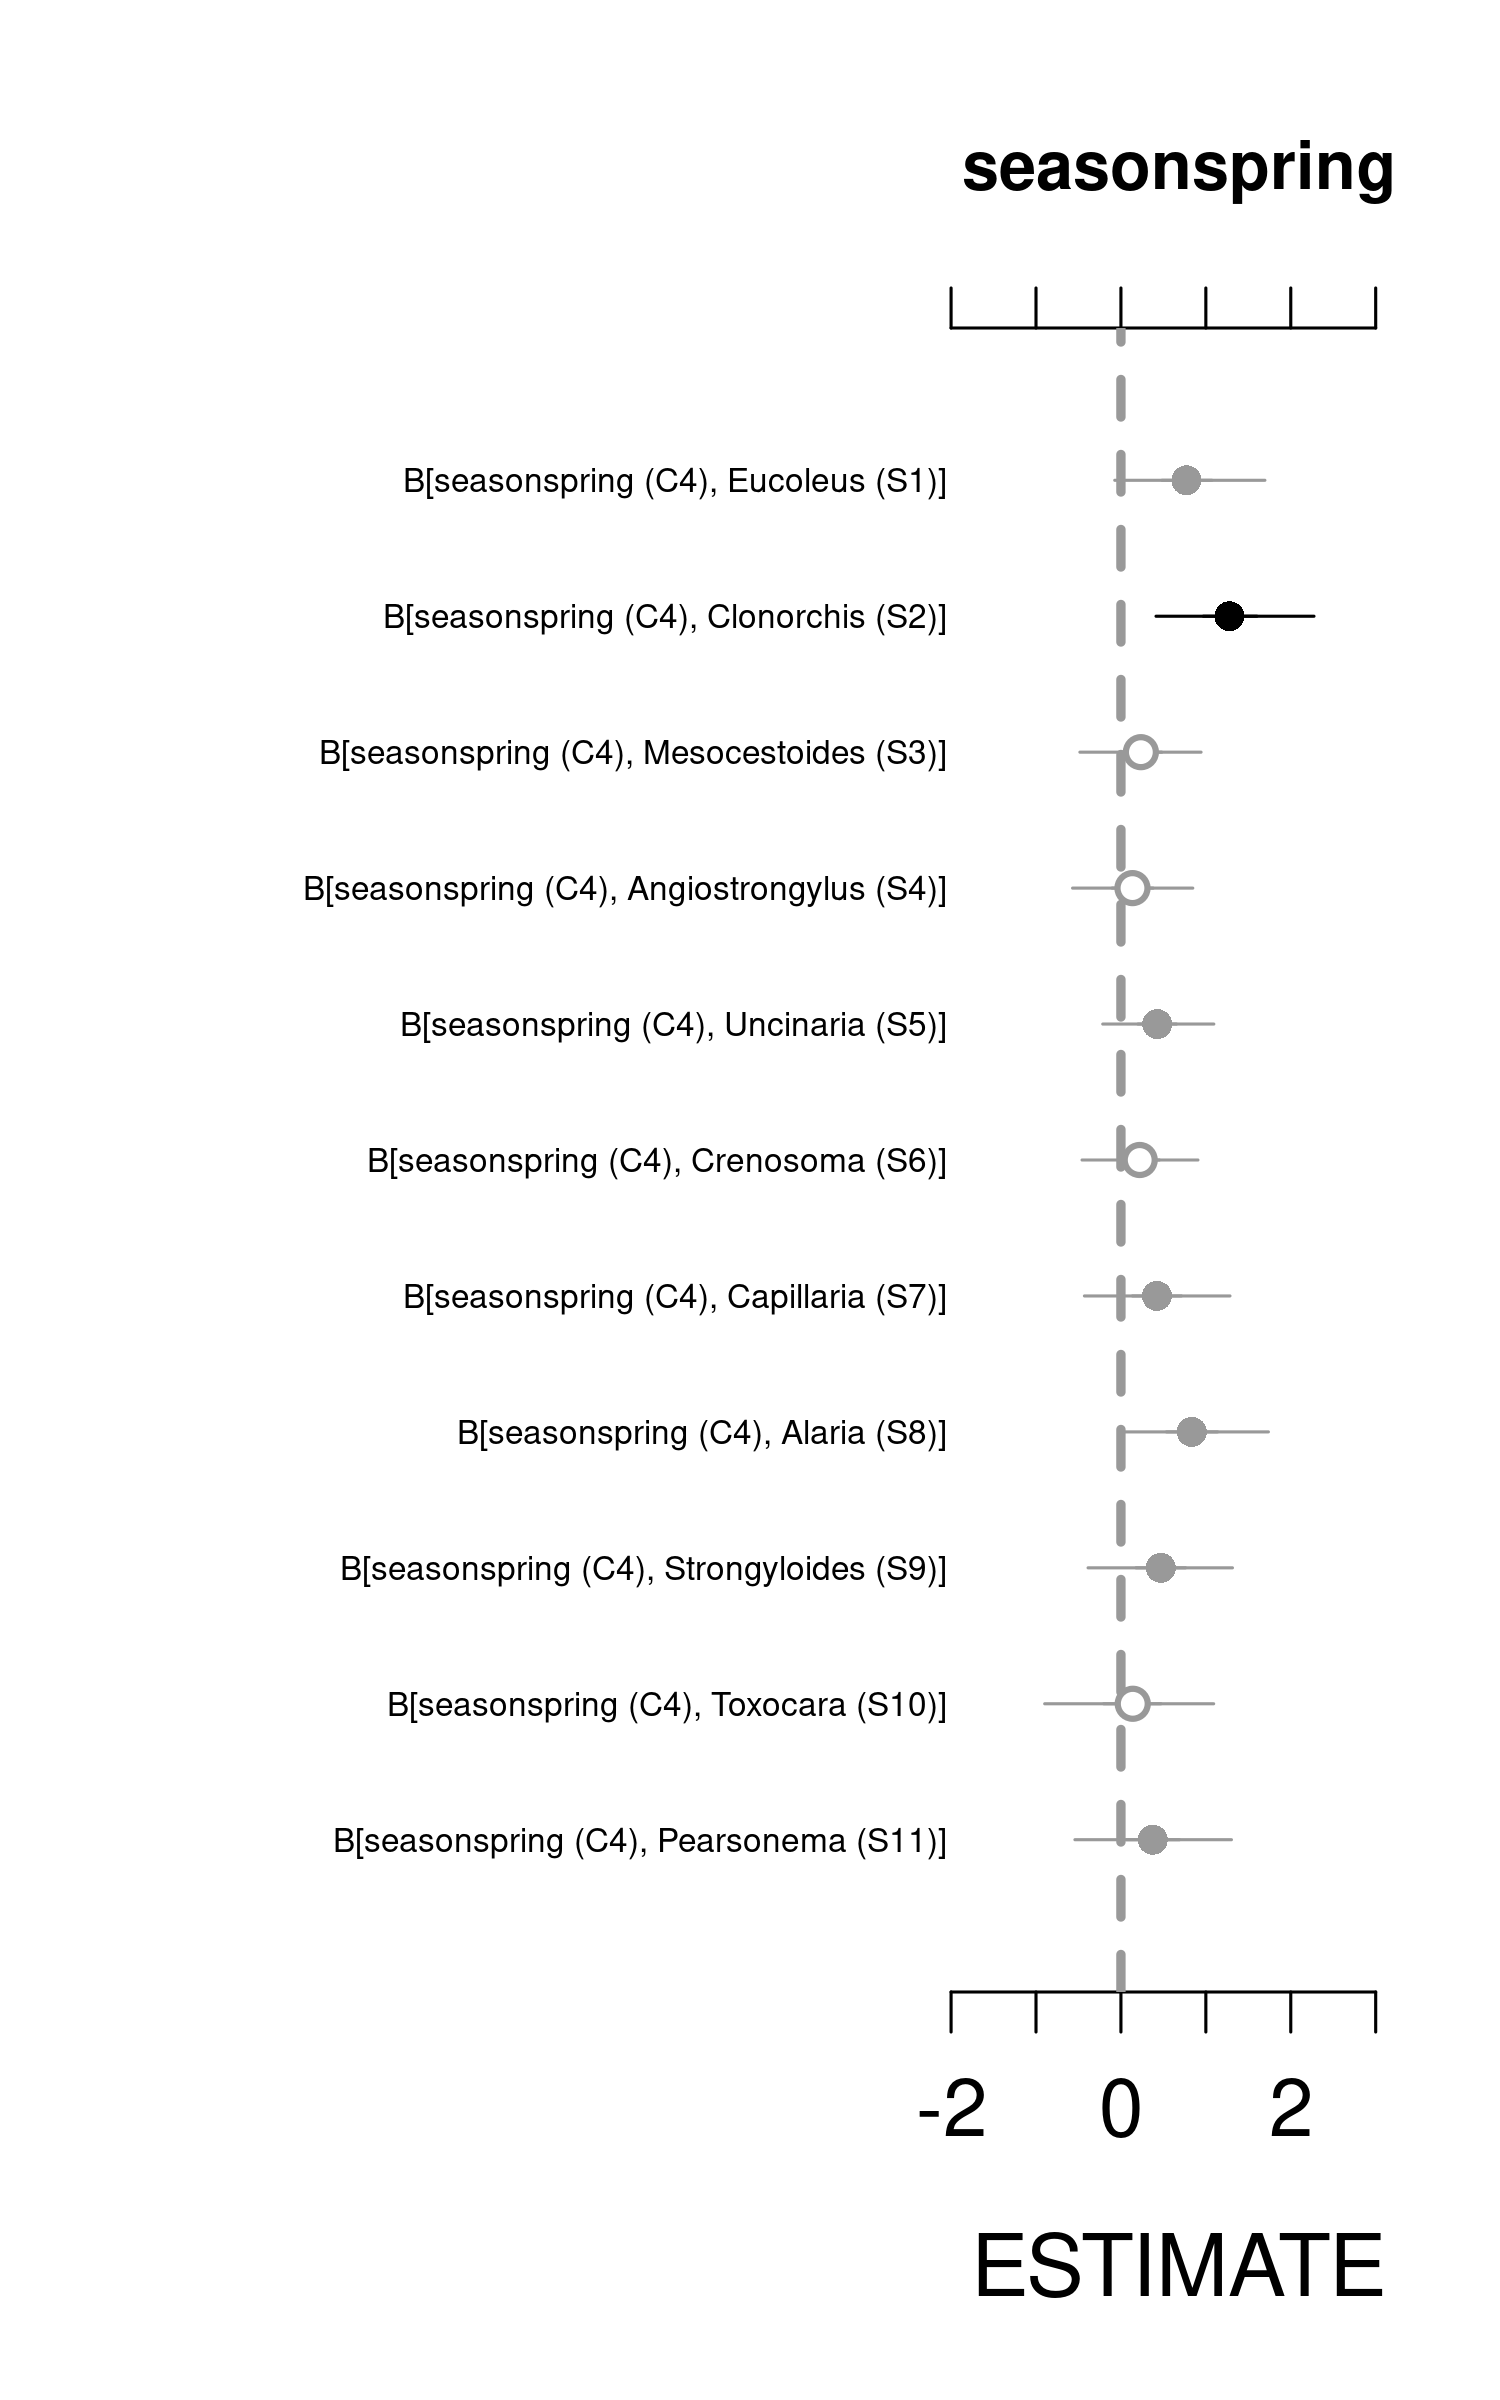 seasonspring
B[seasonspring (C4), Eucoleus (S1)]
B[seasonspring (C4), Clonorchis (S2)]
B[seasonspring (C4), Mesocestoides (S3)]
B[seasonspring (C4), Angiostrongylus (S4)]
B[seasonspring (C4), Uncinaria (S5)]
B[seasonspring (C4), Crenosoma (S6)]
B[seasonspring (C4), Capillaria (S7)]
B[seasonspring (C4), Alaria (S8)]
B[seasonspring (C4), Strongyloides (S9)]
B[seasonspring (C4), Toxocara (S10)]
B[seasonspring (C4), Pearsonema (S11)]
-2 0 2
ESTIMATE